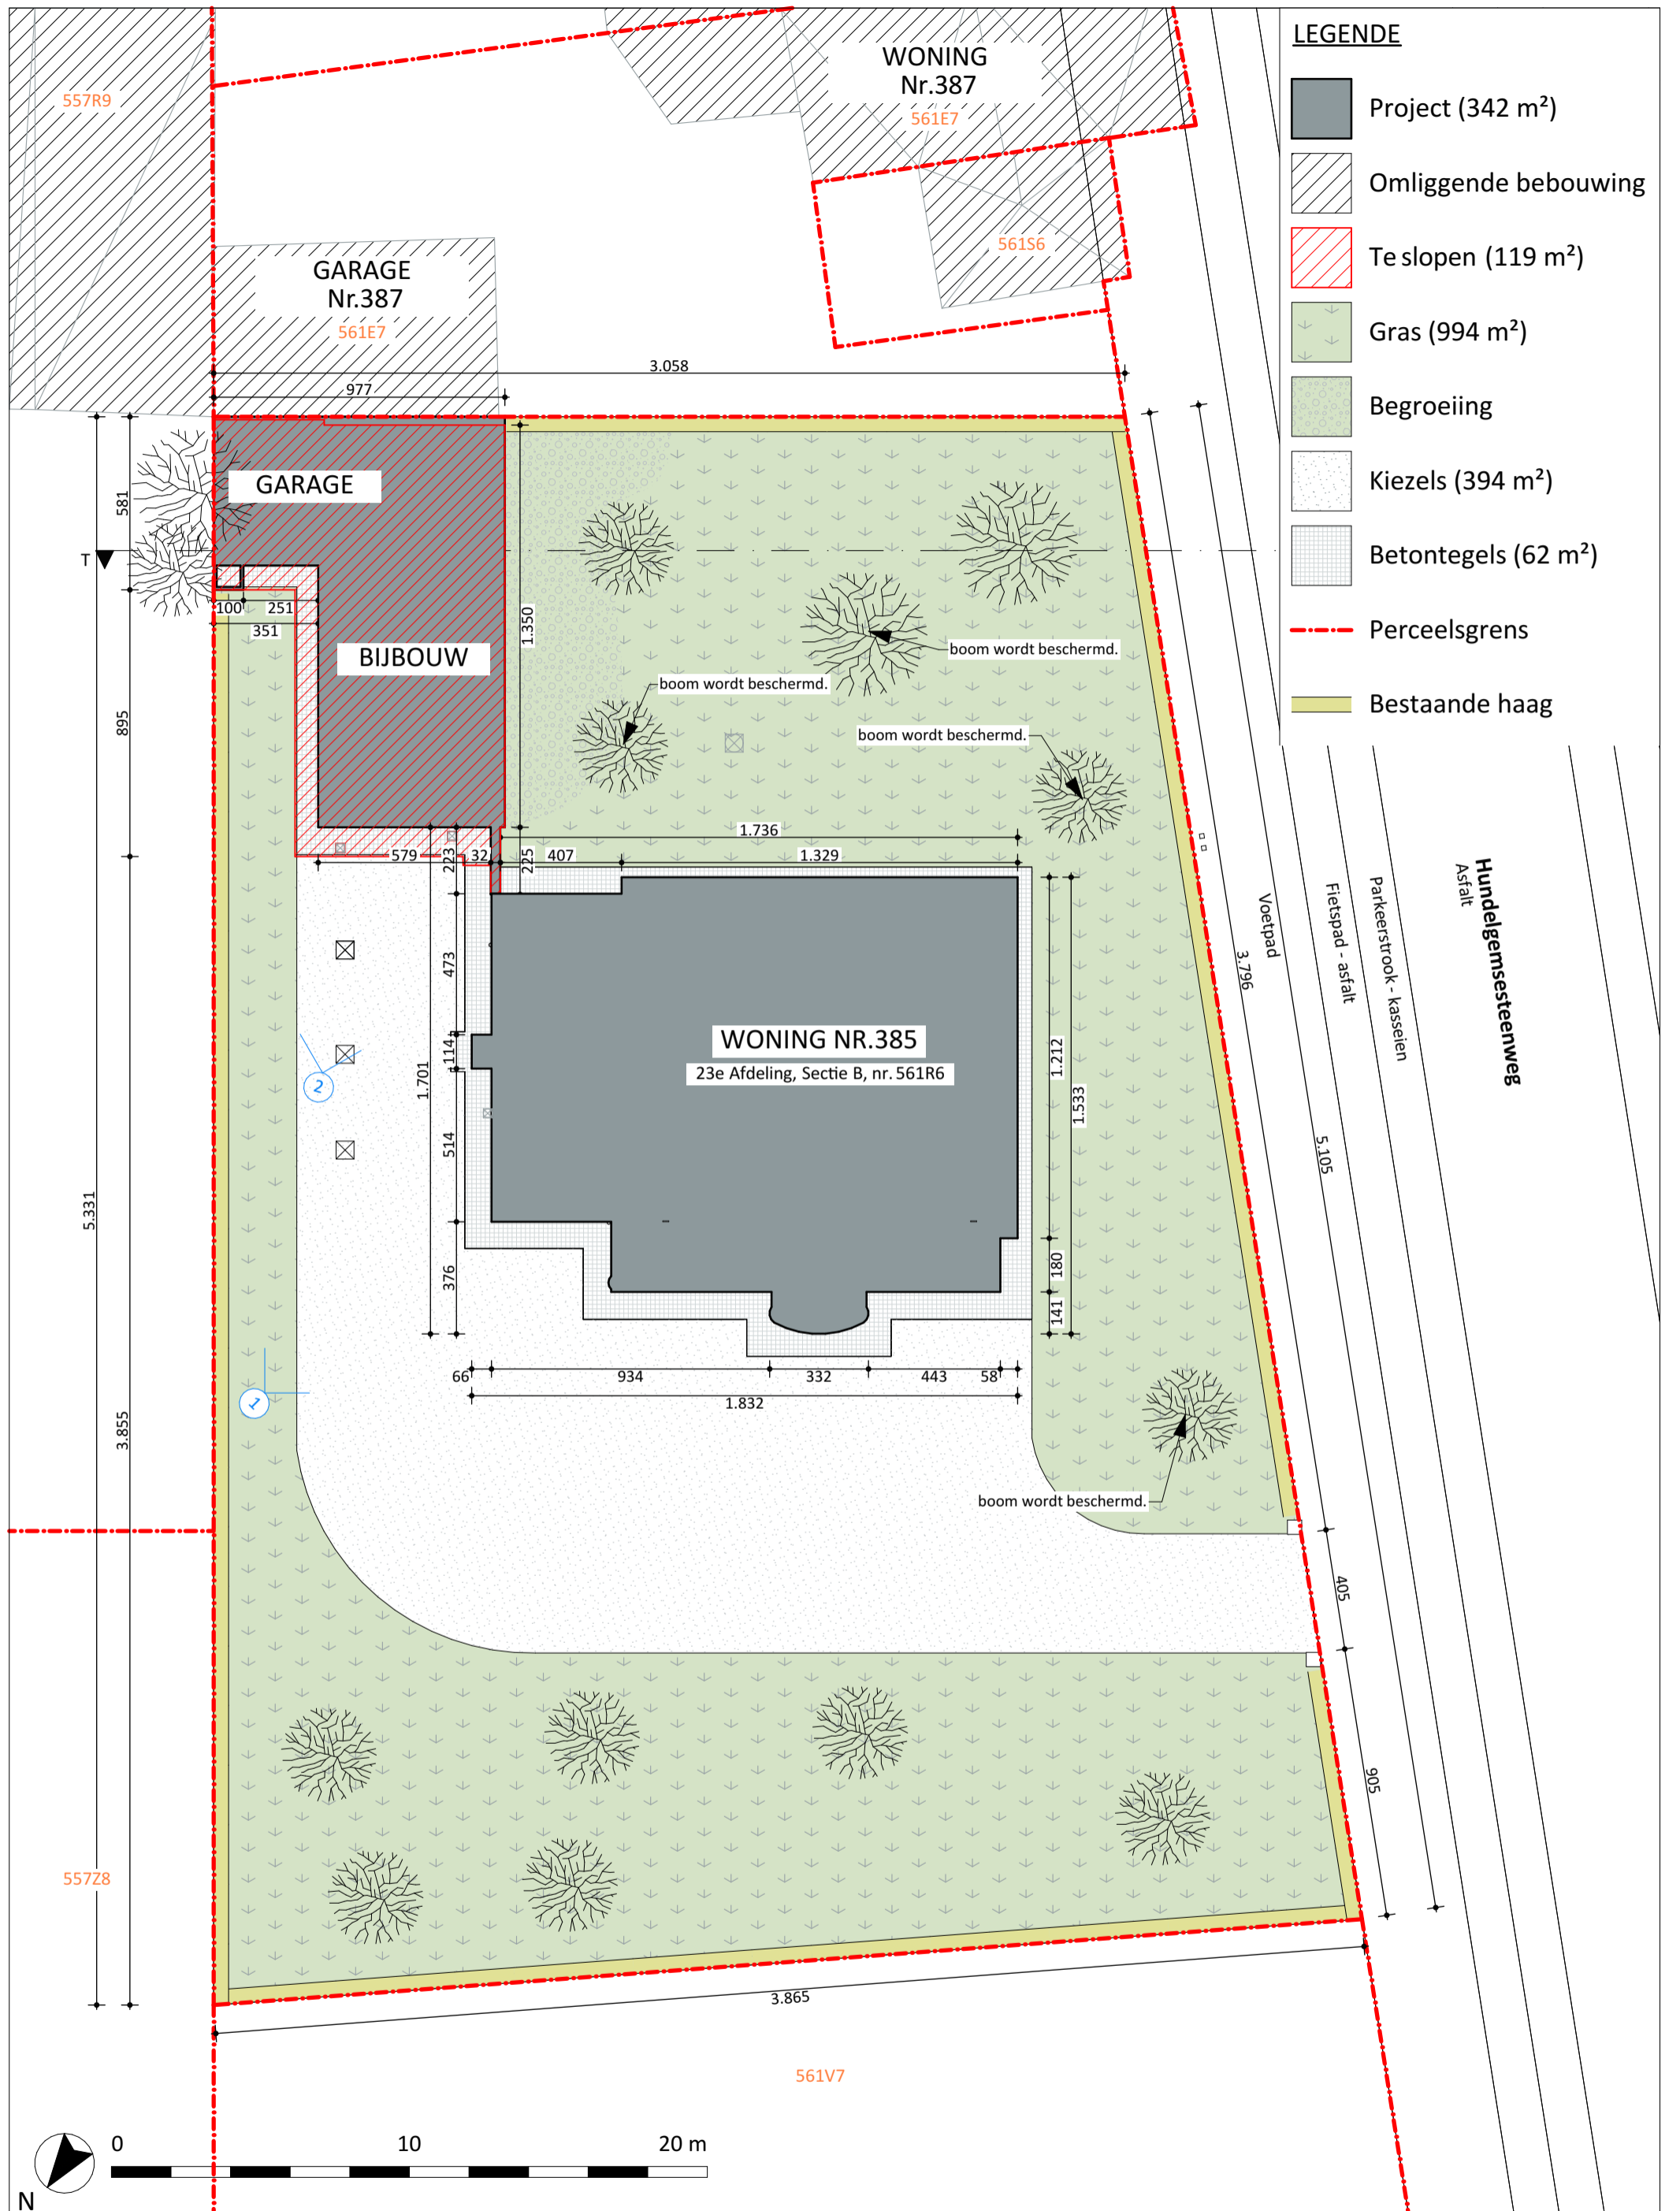 557R9
WONING
Nr.387
561E7
561S6
GARAGE
Nr.387
561E7
LEGENDE
Project (342 m²)
Omliggende bebouwing
Te slopen (119 m²)
Gras (994 m²)
Begroeiing
Kiezels (394 m²)
Betontegels (62 m²)
Perceelsgrens
Bestaande haag
3.058
977
GARAGE
581
T
100
251
351
1.350
BIJBOUW
boom wordt beschermd.
boom wordt beschermd.
boom wordt beschermd.
895
1.736
579
223
32
225
407
1.329
473
114
1.701
514
376
WONING NR.385
23e Afdeling, Sectie B, nr. 561R6
1.212
1.533
180
141
2
1
66
934
332
443
58
1.832
5.331
3.855
Voetpad
3.796
Fietspad - asfalt
Parkeerstrook - kasseien
Hundelgemsesteenweg
Asfalt
5.105
boom wordt beschermd.
405
905
557Z8
3.865
561V7
0
10
20 m
N